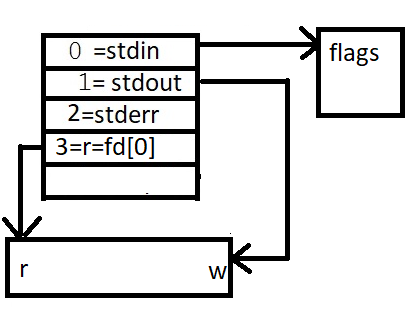 0 =stdin
1= stdout
2=stderr
3=r=fd[0]
flags
r
w